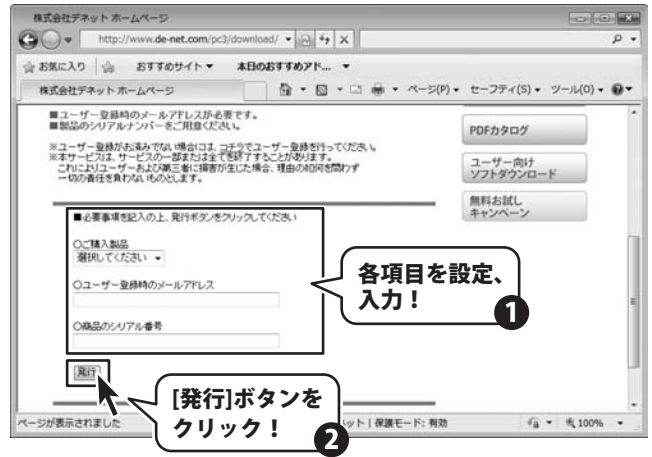 株式会社デネット ホームページ
http://www.de-net.com/pc3/download/
お気に入り おすすめサイト▼ 本日のおすすめアド... ▼
株式会社デネット ホームページ
ページ(P)▼ セーフティ(S)▼ ツール(O)▼
■ユーザー登録時のメールアドレスが必要です。
■製品のシリアルナンバーをご用意ください。
※ユーザー登録がお済みでない場合には、コチラでユーザー登録を行ってください。
※本サービスは、サービスの一部または全てを終了することがあります。
これによりユーザーおよび第三者に損害が生じた場合、理由の如何を問わず
一切の責任を負わないものとします。
PDFカタログ
ユーザー向け
ソフトダウンロード
無料お試し
キャンペーン
■必要事項を記入の上、発行ボタンをクリックしてください
○ご購入製品
選択してください
○ユーザー登録時のメールアドレス
○商品のシリアル番号
各項目を設定、
入力！
1
発行
[発行]ボタンを
クリック！
2
ページが表示されました
ット | 保護モード: 有効
100%